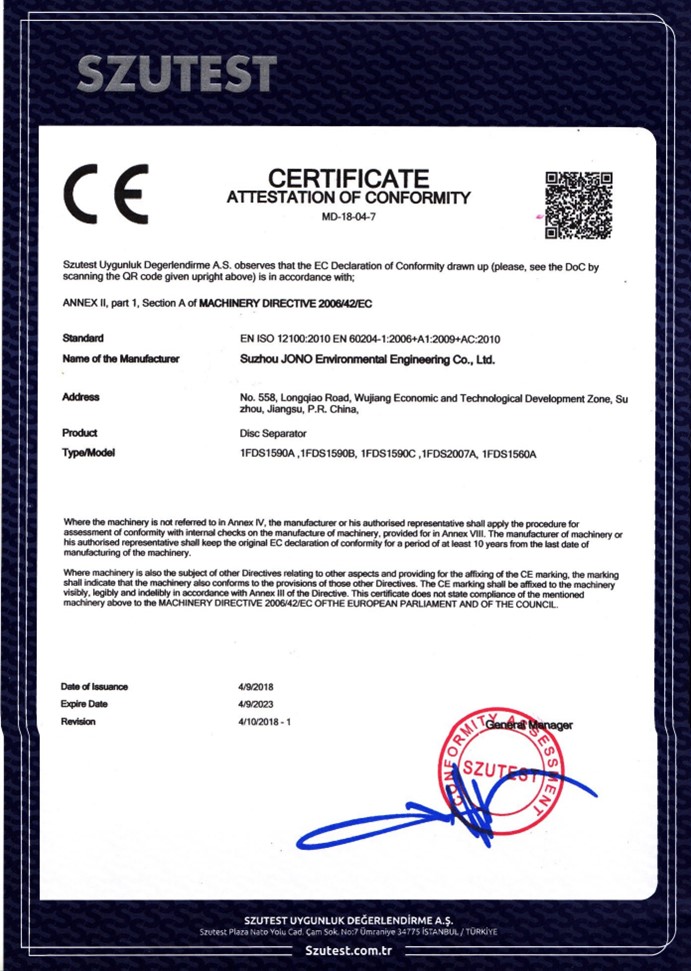 SZUTEST
CE
CERTIFICATE
ATTESTATION OF CONFORMITY
MD-18-04-7
Szutest Uygunluk Degerlendirme A.S. observes that the EC Declaration of Conformity drawn up (please, see the DoC by
scanning the QR code given upright above) is in accordance with;
ANNEX II, part 1, Section A of MACHINERY DIRECTIVE 2006/42/EC
Standard EN ISO 12100:2010 EN 60204-1:2006+A1:2009+AC:2010
Name of the Manufacturer Suzhou JONO Environmental Engineering Co., Ltd.
Address No. 558, Longqiao Road, Wujiang Economic and Technological Development Zone, Su
zhou, Jiangsu, P.R. China,
Product Disc Separator
Type/Model 1FDS1590A ,1FDS1590B, 1FDS1590C ,1FDS2007A, 1FDS1560A
Where the machinery is not referred to in Annex IV, the manufacturer or his authorised representative shall apply the procedure for
assessment of conformity with internal checks on the manufacture of machinery, provided for in Annex VIII. The manufacturer of machinery or
his authorised representative shall keep the original EC declaration of conformity for a period of at least 10 years from the last date of
manufacturing of the machinery.
Where machinery is also the subject of other Directives relating to other aspects and providing for the affixing of the CE marking, the marking
shall indicate that the machinery also conforms to the provisions of those other Directives. The CE marking shall be affixed to the machinery
visibly, legibly and indelibly in accordance with Annex III of the Directive. This certificate does not state compliance of the mentioned
machinery above to the MACHINERY DIRECTIVE 2006/42/EC OFTHE EUROPEAN PARLIAMENT AND OF THE COUNCIL.
Date of Issuance 4/9/2018
Expire Date 4/9/2023
Revision 4/10/2018 - 1
General Manager
CONFORMITY ASSESSMENT
SZUTEST
SZUTEST UYGUNLUK DEĞERLENDİRME A.Ş.
Szutest Plaza Nato Yolu Cad. Çam Sok. No:7 Ümraniye 34775 İSTANBUL / TÜRKİYE
Szutest.com.tr